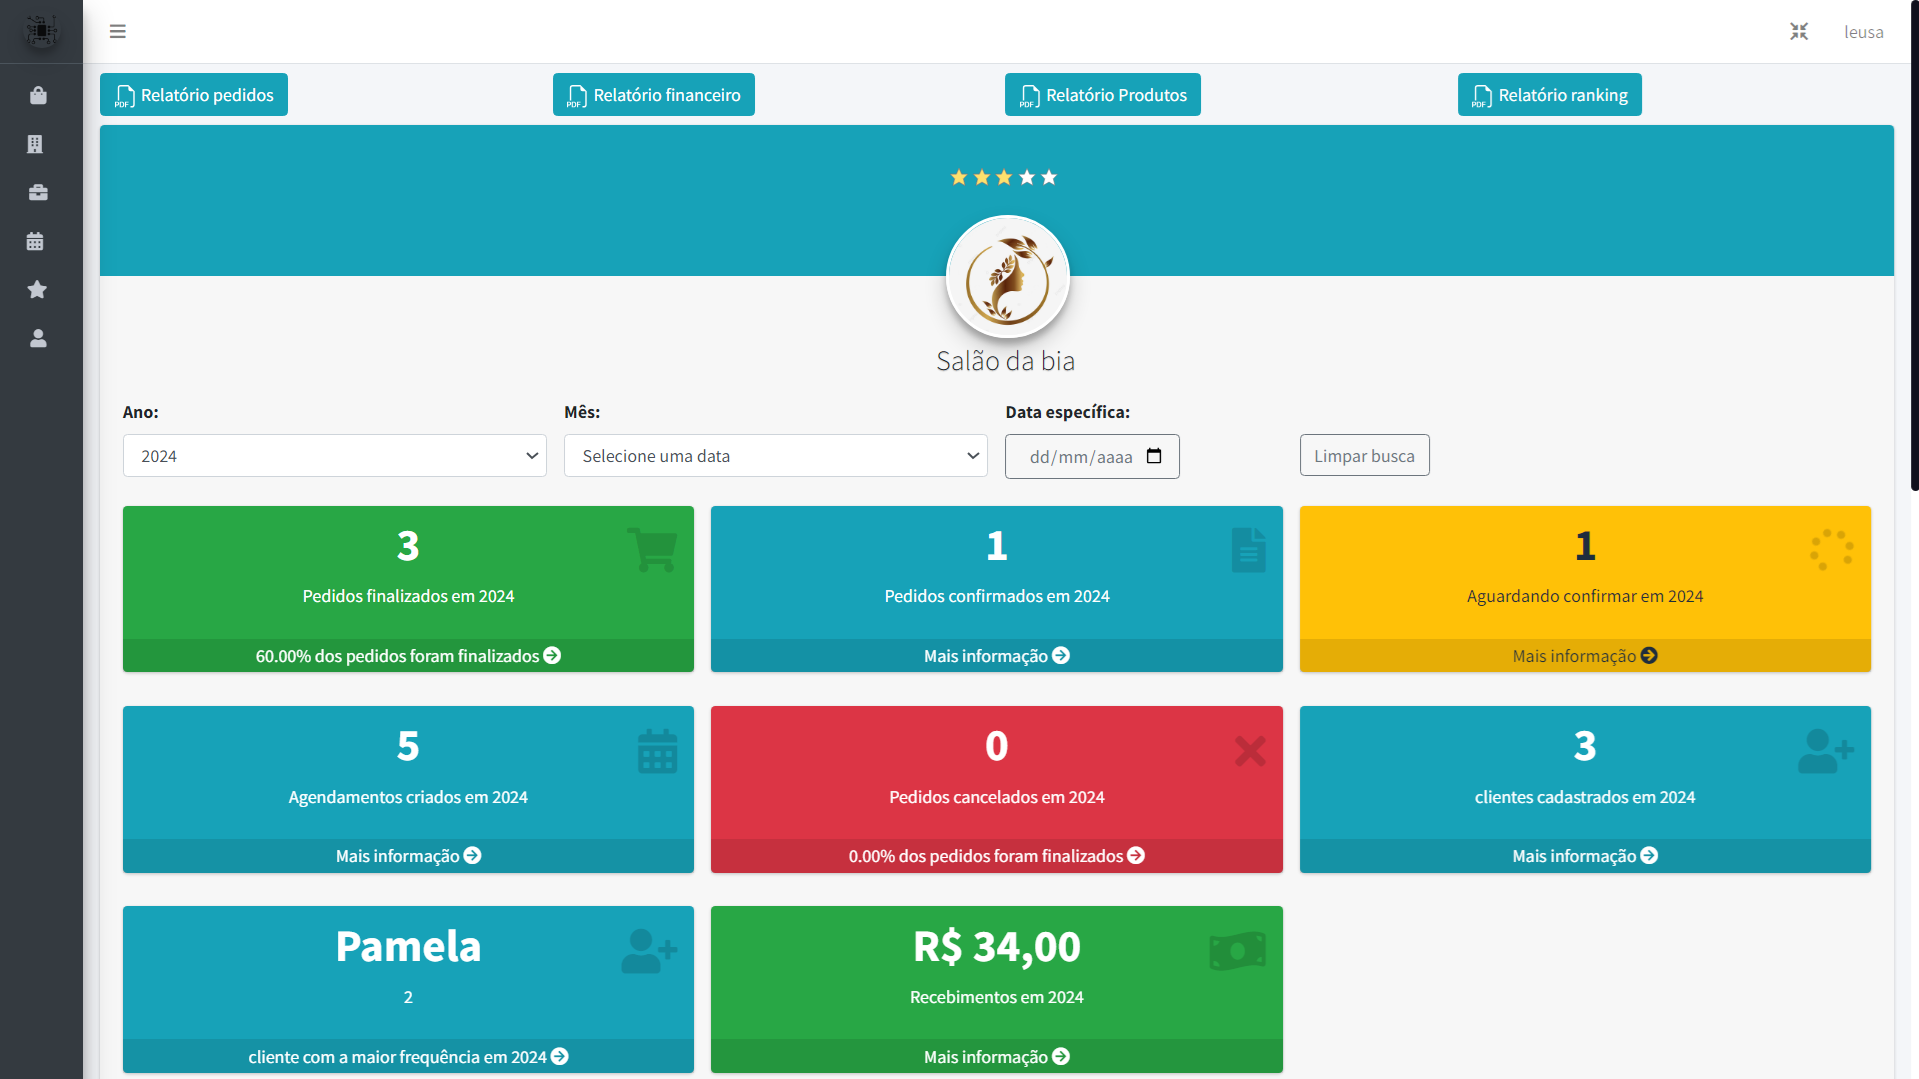 leusa
PDF Relatório pedidos
PDF Relatório financeiro
PDF Relatório Produtos
PDF Relatório ranking
Salão da bia
Ano:
Mês:
Data específica:
2024
Selecione uma data
dd/mm/aaaa
Limpar busca
3
Pedidos finalizados em 2024
60.00% dos pedidos foram finalizados
1
Pedidos confirmados em 2024
Mais informação
1
Aguardando confirmar em 2024
Mais informação
5
Agendamentos criados em 2024
Mais informação
0
Pedidos cancelados em 2024
0.00% dos pedidos foram finalizados
3
clientes cadastrados em 2024
Mais informação
Pamela
2
cliente com a maior frequência em 2024
R$ 34,00
Recebimentos em 2024
Mais informação